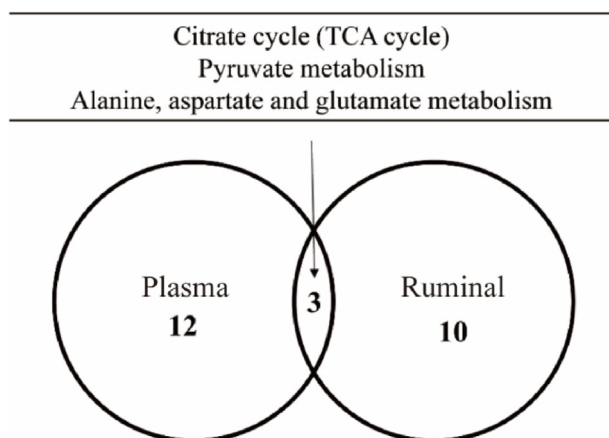 Citrate cycle (TCA cycle)
Pyruvate metabolism
Alanine, aspartate and glutamate metabolism
Plasma
12
3
Ruminal
10